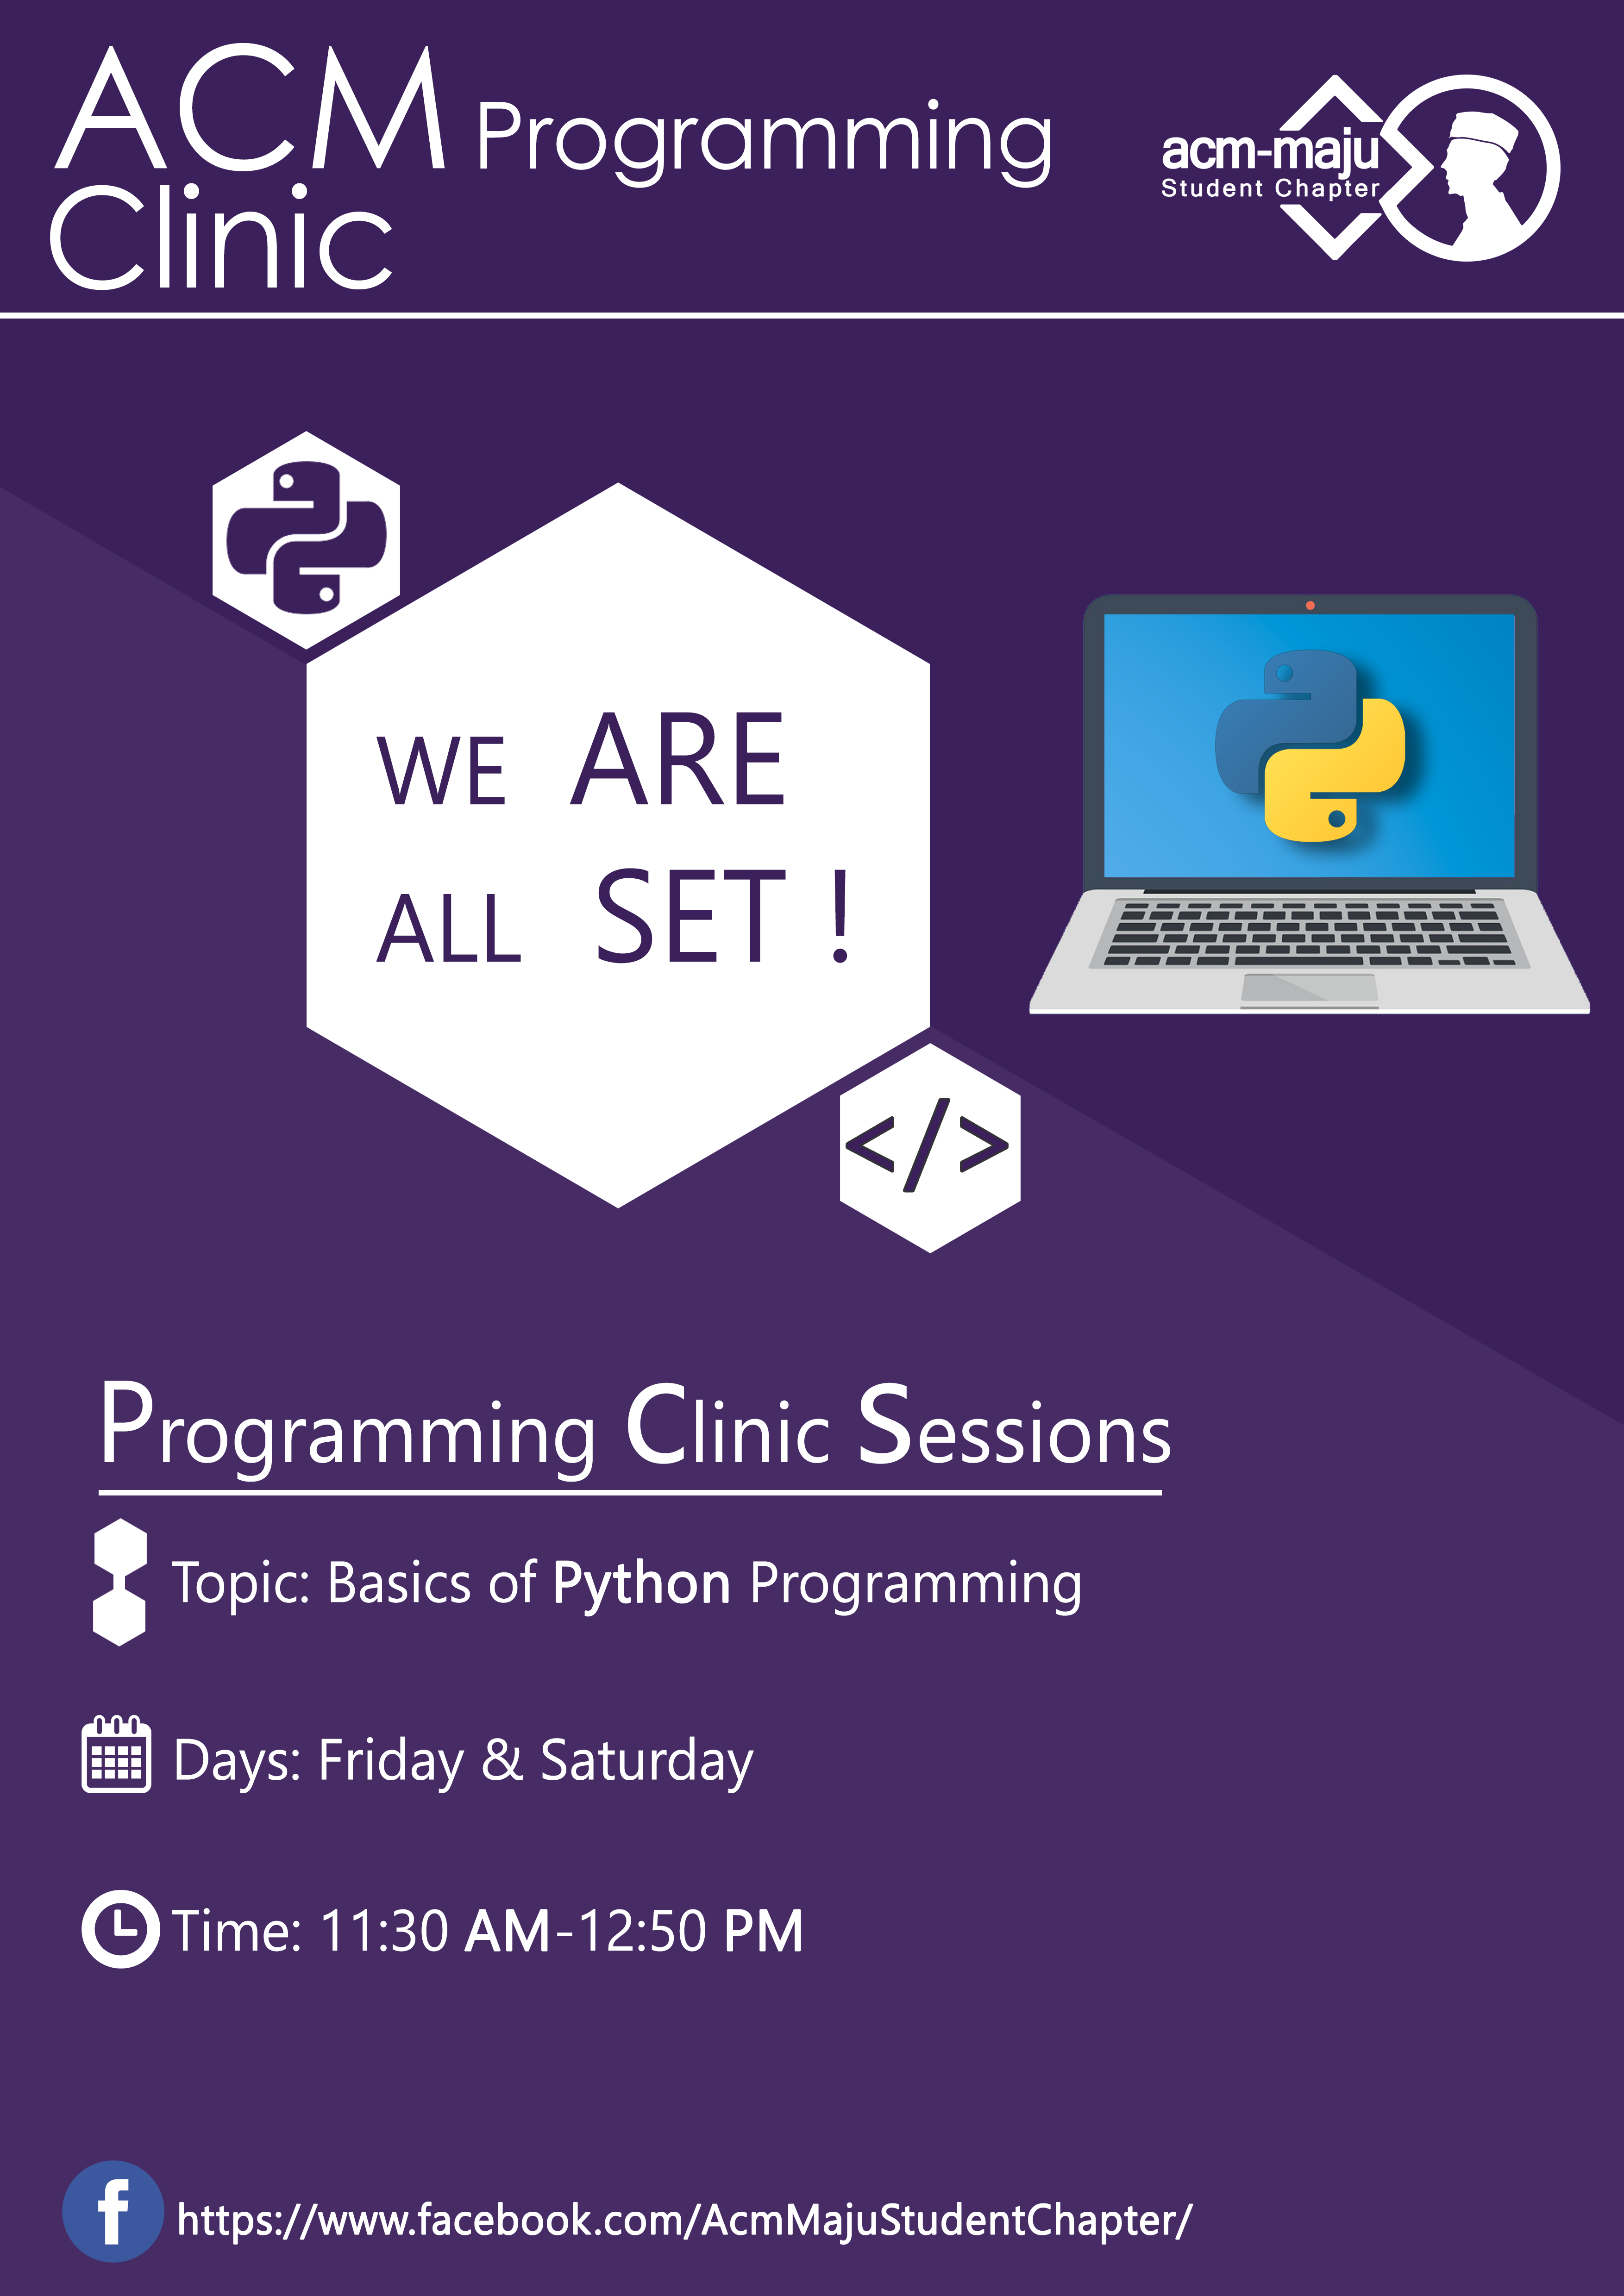 ACM Programming
Clinic
acm-maju
Student Chapter
WE ARE
ALL SET !
</>
Programming Clinic Sessions
Topic: Basics of Python Programming
Days: Friday & Saturday
Time: 11:30 AM-12:50 PM
f https://www.facebook.com/AcmMajuStudentChapter/